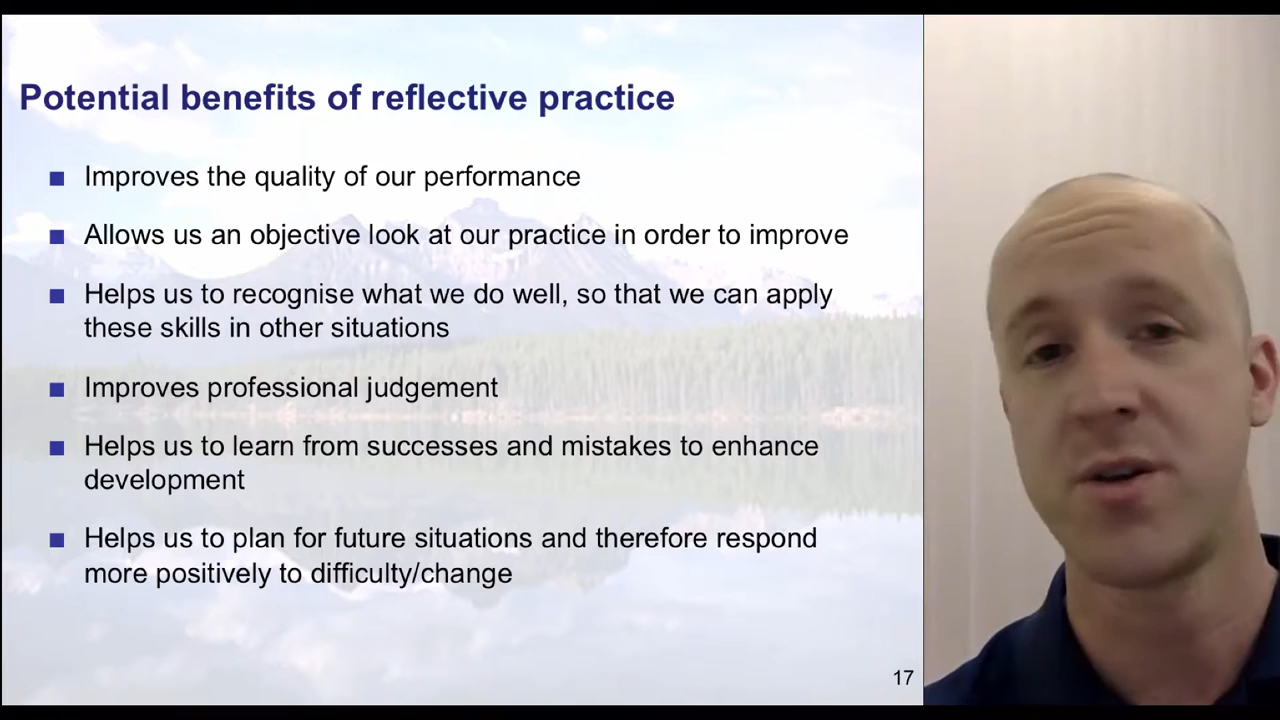 Potential benefits of reflective practice
Improves the quality of our performance
Allows us an objective look at our practice in order to improve
Helps us to recognise what we do well, so that we can apply
these skills in other situations
Improves professional judgement
Helps us to learn from successes and mistakes to enhance
development
Helps us to plan for future situations and therefore respond
more positively to difficulty/change
17